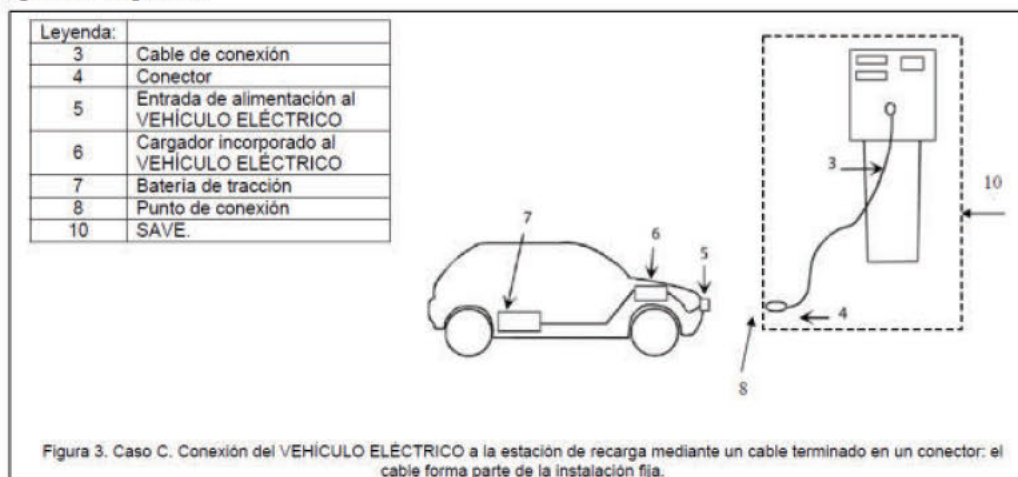 Leyenda:
3 Cable de conexión
4 Conector
5 Entrada de alimentación al
VEHÍCULO ELÉCTRICO
6 Cargador incorporado al
VEHÍCULO ELÉCTRICO
7 Batería de tracción
8 Punto de conexión
10 SAVE.
3
10
7
6
5
4
8
Figura 3. Caso C. Conexión del VEHÍCULO ELÉCTRICO a la estación de recarga mediante un cable terminado en un conector: el
cable forma parte de la instalación fija.